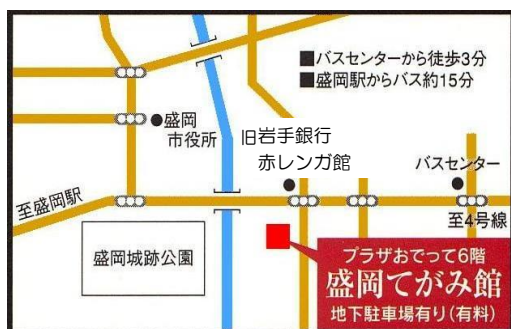 ■バスセンターから徒歩3分
■盛岡駅からバス約15分
●盛岡
市役所
旧岩手銀行
赤レンガ館
バスセンター
至盛岡駅
至4号線
盛岡城跡公園
プラザおでって6階
盛岡てがみ館
地下駐車場有り(有料)